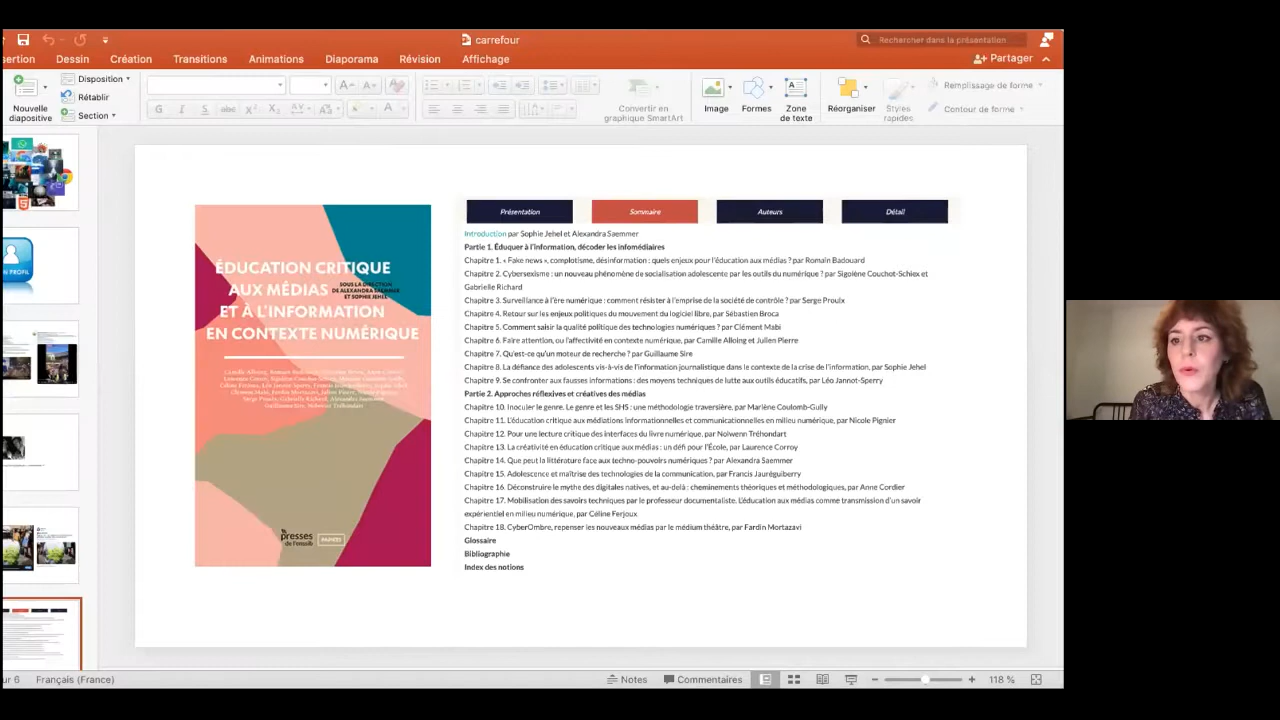 carrefour
Rechercher dans la présentation
sertion Dessin Création Transitions Animations Diaporama Révision Affichage
Partager
Nouvelle diapositive
Disposition
Rétablir
Section
G I S abc X² X₂ AV Aa A
Convertir en graphique SmartArt
Image
Formes
Zone de texte
Réorganiser
Styles rapides
Remplissage de forme
Contour de forme
ÉDUCATION CRITIQUE
AUX MÉDIAS
SOUS LA DIRECTION
DE ALEXANDRA SAEMMER
ET SOPHIE JEHEL
ET À L'INFORMATION
EN CONTEXTE NUMÉRIQUE
presses
de l'enssib
PAPIERS
Présentation Sommaire Auteurs Détail
Introduction par Sophie Jehel et Alexandra Saemmer
Partie 1. Éduquer à l'information, décoder les infomédiaires
Chapitre 1. « Fake news », complotisme, désinformation : quels enjeux pour l'éducation aux médias ? par Romain Badouard
Chapitre 2. Cybersexisme : un nouveau phénomène de socialisation adolescente par les outils du numérique ? par Sigolène Couchot-Schiex et
Gabrielle Richard
Chapitre 3. Surveillance à l'ère numérique : comment résister à l'emprise de la société de contrôle ? par Serge Proulx
Chapitre 4. Retour sur les enjeux politiques du mouvement du logiciel libre, par Sébastien Broca
Chapitre 5. Comment saisir la qualité politique des technologies numériques ? par Clément Mabi
Chapitre 6. Faire attention, ou l'affectivité en contexte numérique, par Camille Alloing et Julien Pierre
Chapitre 7. Qu'est-ce qu'un moteur de recherche ? par Guillaume Sire
Chapitre 8. La défiance des adolescents vis-à-vis de l'information journalistique dans le contexte de la crise de l'information, par Sophie Jehel
Chapitre 9. Se confronter aux fausses informations : des moyens techniques de lutte aux outils éducatifs, par Léo Jannot-Sperry
Partie 2. Approches réflexives et créatives des médias
Chapitre 10. Inoculer le genre. Le genre et les SHS : une méthodologie traversière, par Marlène Coulomb-Gully
Chapitre 11. L'éducation critique aux médiations informationnelles et communicationnelles en milieu numérique, par Nicole Pignier
Chapitre 12. Pour une lecture critique des interfaces du livre numérique, par Nolwenn Tréhondart
Chapitre 13. La créativité en éducation critique aux médias : un défi pour l'École, par Laurence Corroy
Chapitre 14. Que peut la littérature face aux techno-pouvoirs numériques ? par Alexandra Saemmer
Chapitre 15. Adolescence et maîtrise des technologies de la communication, par Francis Jauréguiberry
Chapitre 16. Déconstruire le mythe des digitales natives, et au-delà : cheminements théoriques et méthodologiques, par Anne Cordier
Chapitre 17. Mobilisation des savoirs techniques par le professeur documentaliste. L'éducation aux médias comme transmission d'un savoir
expérientiel en milieu numérique, par Céline Ferjoux
Chapitre 18. CyberOmbre, repenser les nouveaux médias par le médium théâtre, par Fardin Mortazavi
Glossaire
Bibliographie
Index des notions
ON PROFIL
ur 6 Français (France) Notes Commentaires 118 %